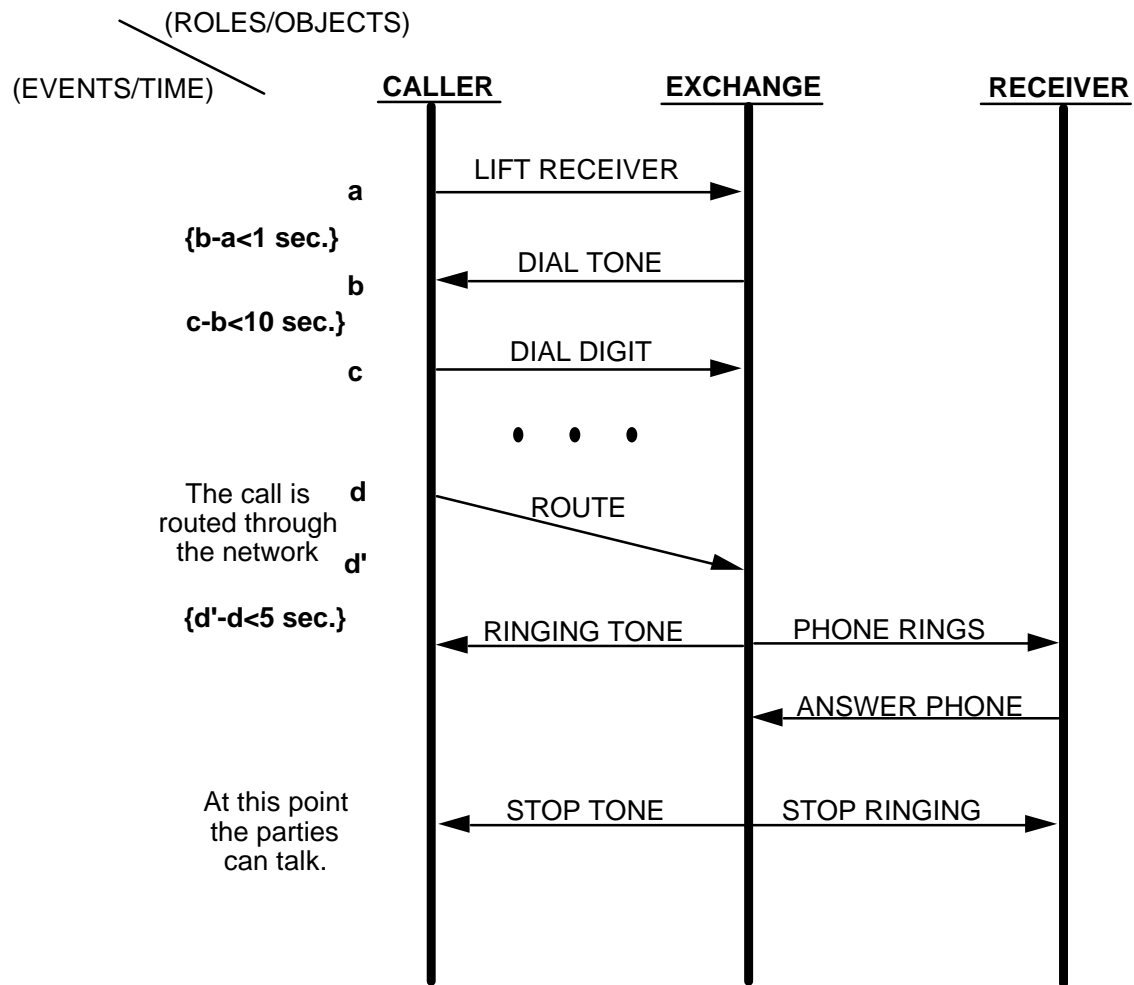 (ROLES/OBJECTS)
(EVENTS/TIME)
CALLER
EXCHANGE
RECEIVER
LIFT RECEIVER
a
{b-a<1 sec.}
DIAL TONE
b
c-b<10 sec.}
DIAL DIGIT
c
The call is
routed through
the network
d
ROUTE
d'
{d'-d<5 sec.}
RINGING TONE
PHONE RINGS
ANSWER PHONE
At this point
the parties
can talk.
STOP TONE
STOP RINGING